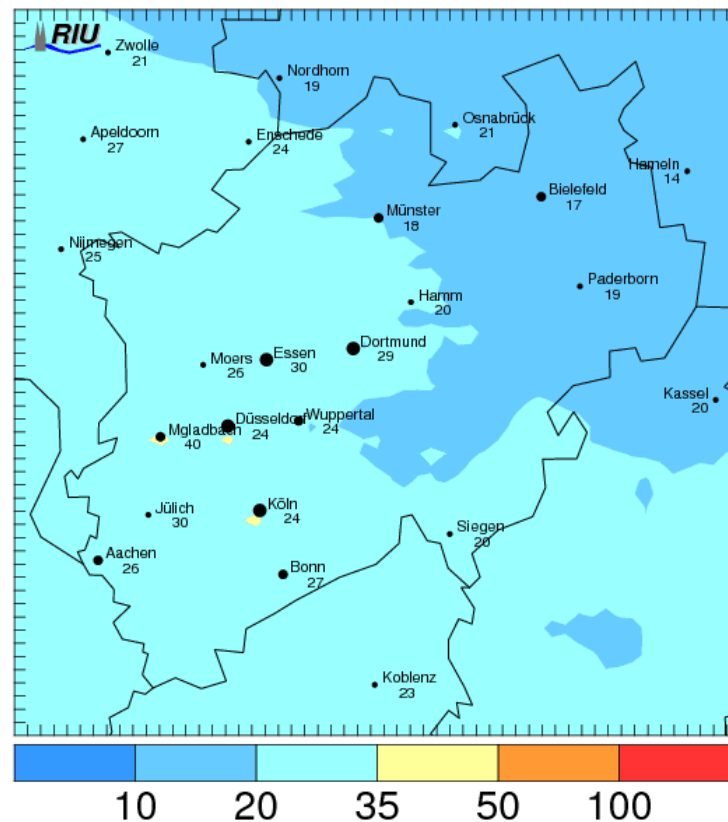 RIU
Zwolle
21
Nordhorn
19
Osnabrück
21
Apeldoorn
27
Enschede
24
Hameln
14
Bielefeld
17
Münster
18
Nijmegen
25
Paderborn
19
Hamm
20
Dortmund
29
Essen
30
Moers
26
Kassel
20
Wuppertal
24
Düsseldorf
24
Mgladbach
40
Köln
24
Jülich
30
Siegen
20
Aachen
26
Bonn
27
Koblenz
23
10 20 35 50 100